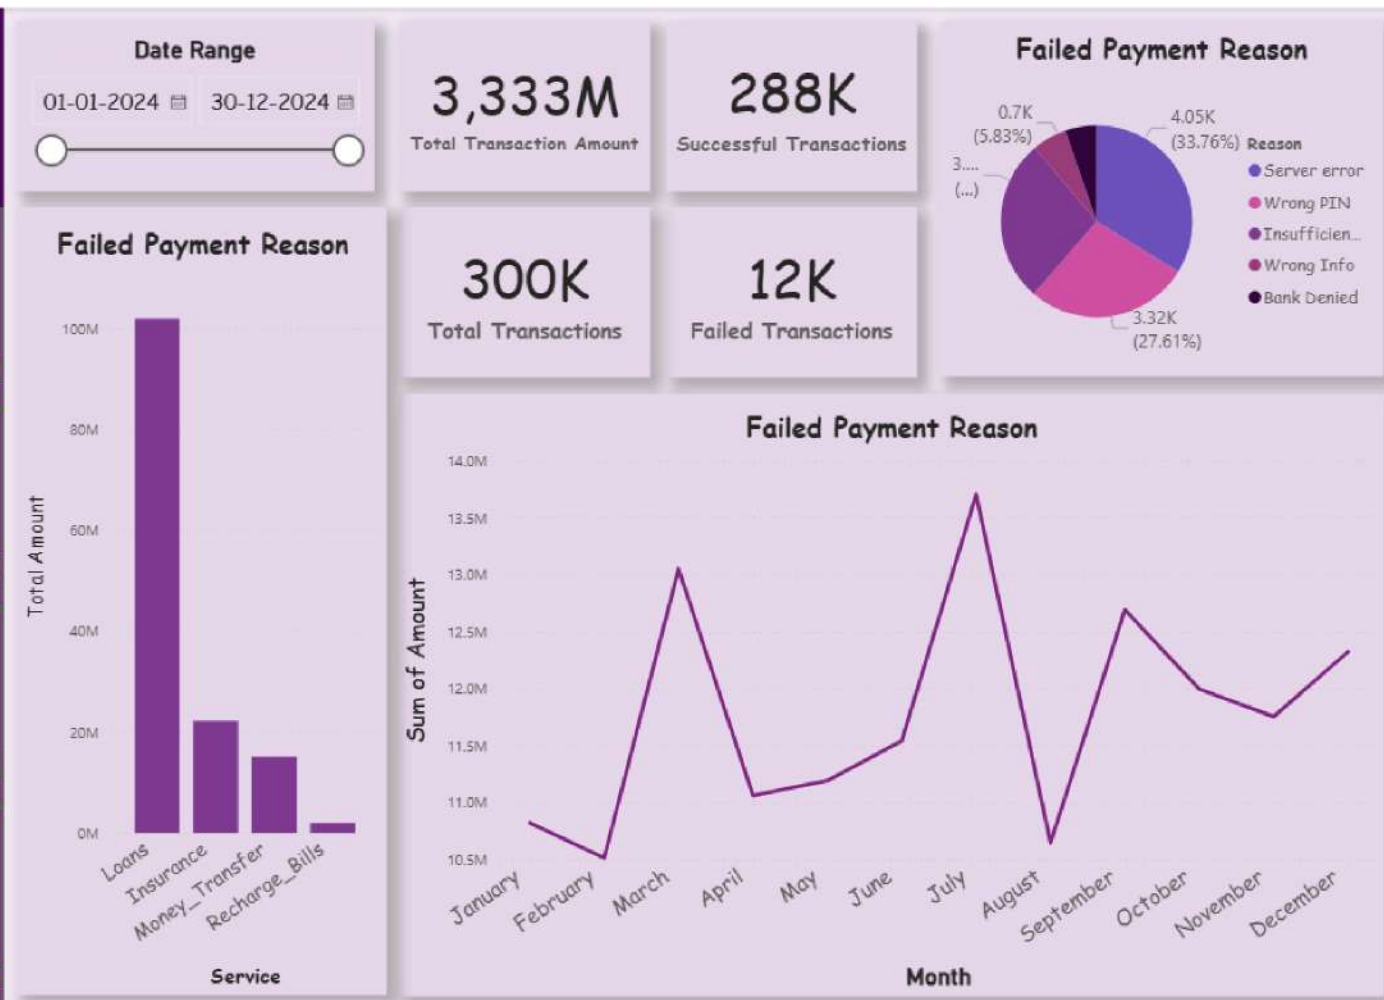 Date Range
01-01-2024
30-12-2024
3,333M
Total Transaction Amount
288K
Successful Transactions
300K
Total Transactions
12K
Failed Transactions
Failed Payment Reason
0.7K
(5.83%)
4.05K
(33.76%)
3....
(...)
3.32K
(27.61%)
Reason
Server error
Wrong PIN
Insufficien...
Wrong Info
Bank Denied
Failed Payment Reason
Total Amount
100M
80M
60M
40M
20M
0M
Loans
Insurance
Money_Transfer
Recharge_Bills
Service
Failed Payment Reason
Sum of Amount
14.0M
13.5M
13.0M
12.5M
12.0M
11.5M
11.0M
10.5M
January
February
March
April
May
June
July
August
September
October
November
December
Month